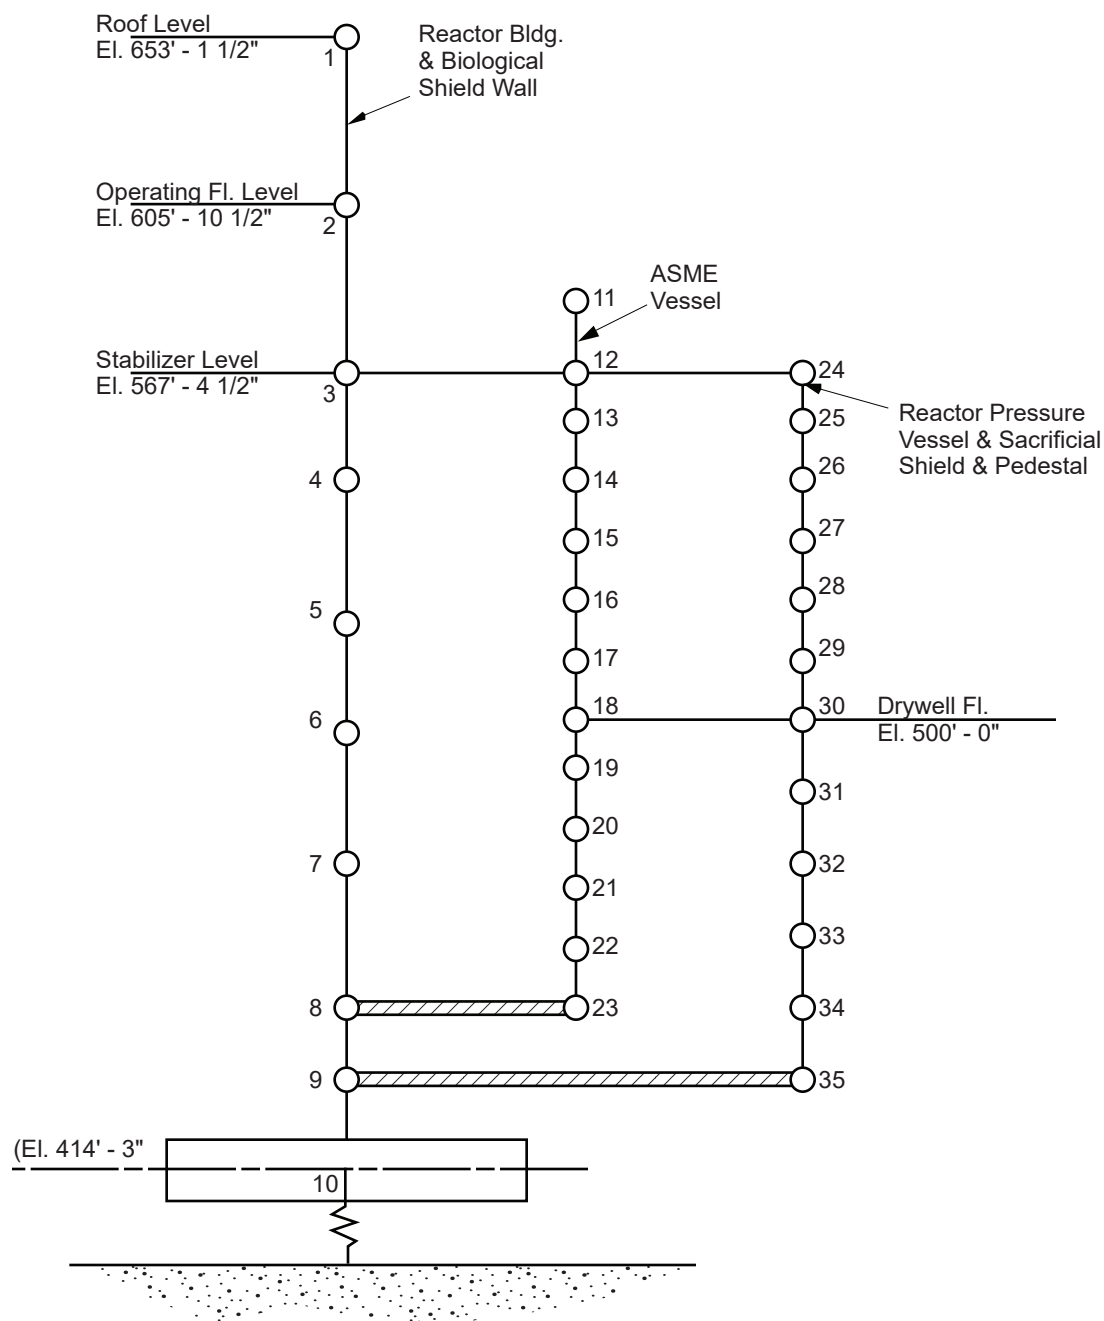 Roof Level
El. 653' - 1 1/2"
1
Reactor Bldg.
& Biological
Shield Wall
Operating Fl. Level
El. 605' - 10 1/2"
2
11
ASME
Vessel
Stabilizer Level
El. 567' - 4 1/2"
3
12
24
Reactor Pressure
Vessel & Sacrificial
Shield & Pedestal
13
25
4
14
26
15
27
5
16
28
17
29
6
18
30
Drywell Fl.
El. 500' - 0"
19
31
20
7
32
21
22
33
8
23
34
9
35
(El. 414' - 3"
10